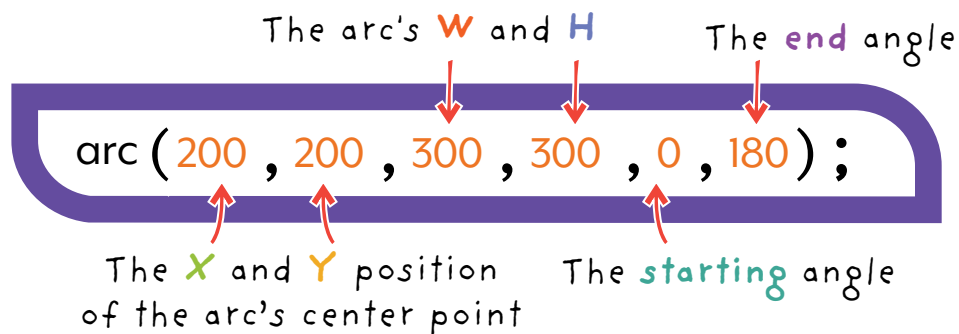 The arc's W and H
The end angle
arc(200, 200, 300, 300, 0, 180);
The X and Y position
of the arc's center point
The starting angle